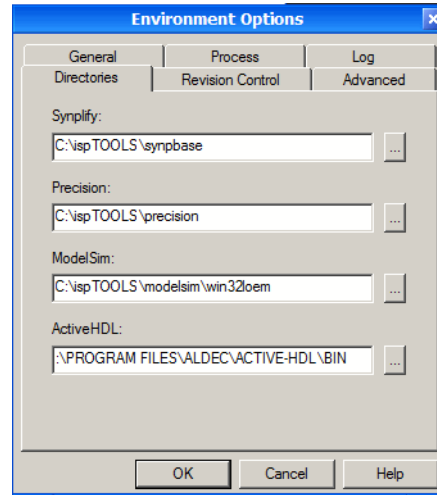 Environment Options
General Process Log
Directories Revision Control Advanced
Synplify:
C:\ispTOOLS\synpbase
...
Precision:
C:\ispTOOLS\precision
...
ModelSim:
C:\ispTOOLS\modelsim\win32loem
...
ActiveHDL:
:\PROGRAM FILES\ALDEC\ACTIVE-HDL\BIN
...
OK Cancel Help